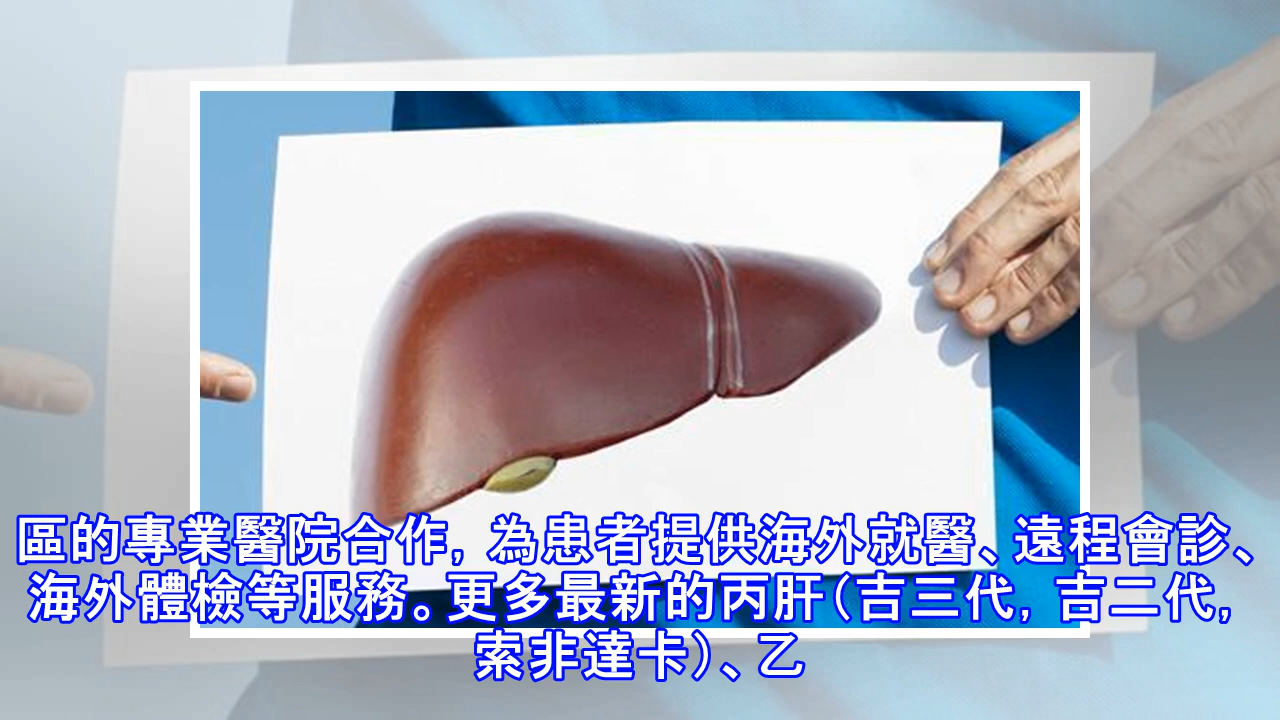 區的專業醫院合作, 為患者提供海外就醫、遠程會診、
海外體檢等服務。更多最新的丙肝(吉三代, 吉二代,
索非達卡)、乙